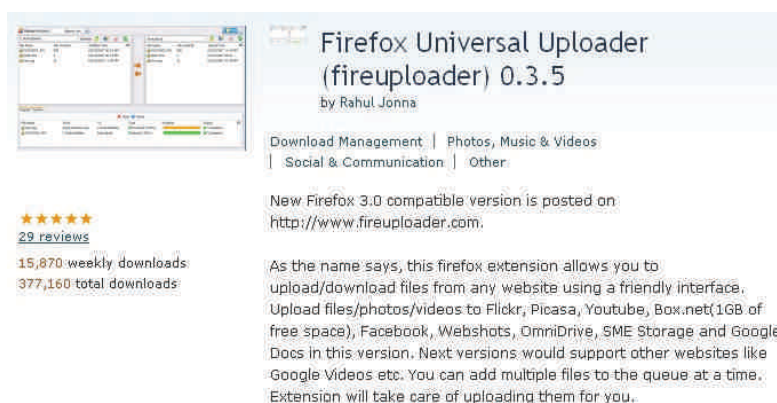 Firefox Universal Uploader
(fireuploader) 0.3.5
by Rahul Jonna
Download Management | Photos, Music & Videos
| Social & Communication | Other
New Firefox 3.0 compatible version is posted on
http://www.fireuploader.com.
29 reviews
15,870 weekly downloads
377,160 total downloads
As the name says, this firefox extension allows you to
upload/download files from any website using a friendly interface.
Upload files/photos/videos to Flickr, Picasa, Youtube, Box.net(1GB of
free space), Facebook, Webshots, OmniDrive, SME Storage and Google
Docs in this version. Next versions would support other websites like
Google Videos etc. You can add multiple files to the queue at a time.
Extension will take care of uploading them for you.